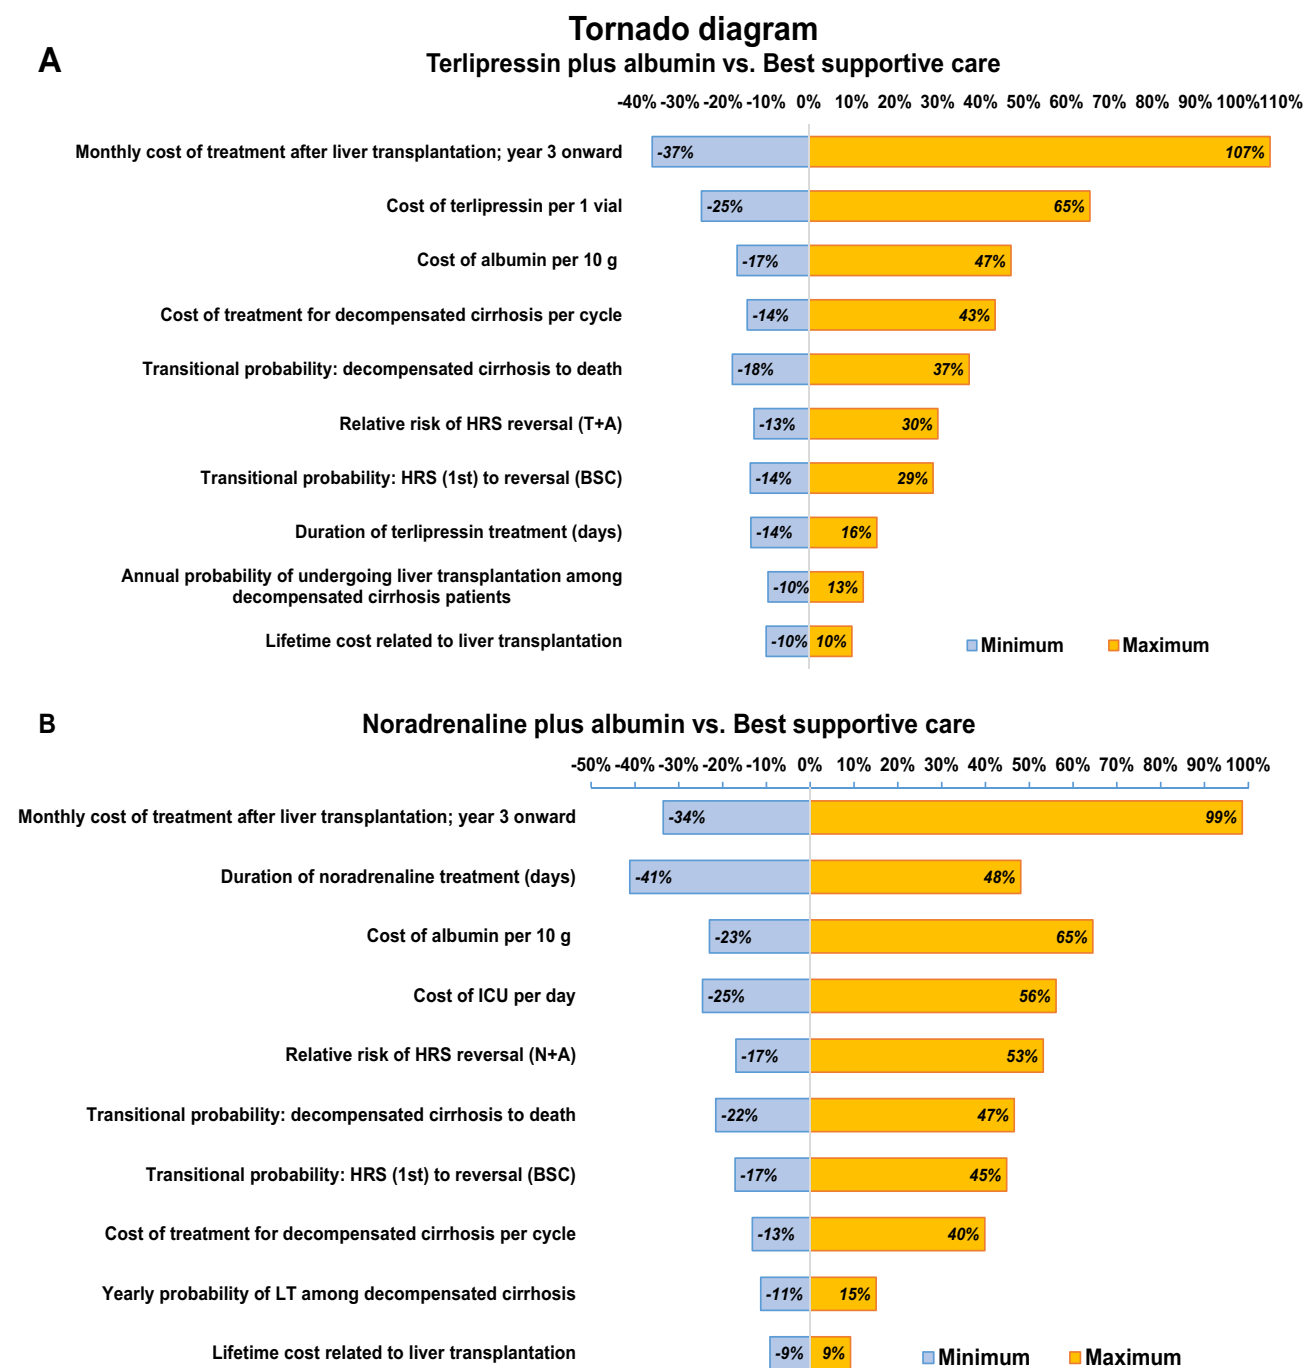 Tornado diagram
A
Terlipressin plus albumin vs. Best supportive care
-40% -30% -20% -10% 0% 10% 20% 30% 40% 50% 60% 70% 80% 90% 100% 110%
Monthly cost of treatment after liver transplantation; year 3 onward -37% 107%
Cost of terlipressin per 1 vial -25% 65%
Cost of albumin per 10 g -17% 47%
Cost of treatment for decompensated cirrhosis per cycle -14% 43%
Transitional probability: decompensated cirrhosis to death -18% 37%
Relative risk of HRS reversal (T+A) -13% 30%
Transitional probability: HRS (1st) to reversal (BSC) -14% 29%
Duration of terlipressin treatment (days) -14% 16%
Annual probability of undergoing liver transplantation among
decompensated cirrhosis patients
-10% 13%
Lifetime cost related to liver transplantation -10% 10%
Minimum Maximum
B
Noradrenaline plus albumin vs. Best supportive care
-50% -40% -30% -20% -10% 0% 10% 20% 30% 40% 50% 60% 70% 80% 90% 100%
Monthly cost of treatment after liver transplantation; year 3 onward -34% 99%
Duration of noradrenaline treatment (days) -41% 48%
Cost of albumin per 10 g -23% 65%
Cost of ICU per day -25% 56%
Relative risk of HRS reversal (N+A) -17% 53%
Transitional probability: decompensated cirrhosis to death -22% 47%
Transitional probability: HRS (1st) to reversal (BSC) -17% 45%
Cost of treatment for decompensated cirrhosis per cycle -13% 40%
Yearly probability of LT among decompensated cirrhosis -11% 15%
Lifetime cost related to liver transplantation -9% 9%
Minimum Maximum